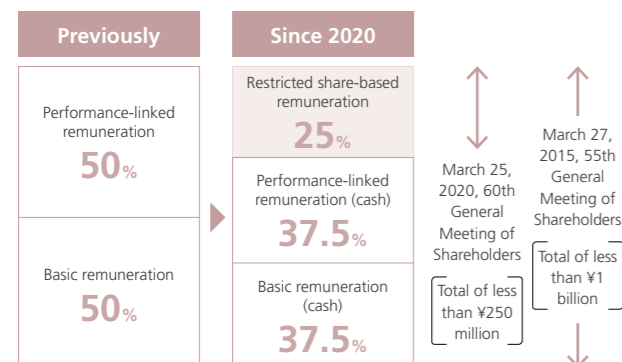 Previously
Performance-linked
remuneration
50%
Basic remuneration
50%
Since 2020
Restricted share-based
remuneration
25%
Performance-linked
remuneration (cash)
37.5%
Basic remuneration
(cash)
37.5%
March 25,
2020, 60th
General
Meeting of
Shareholders
Total of less
than ¥250
million
March 27,
2015, 55th
General
Meeting of
Shareholders
Total of less
than ¥1
billion